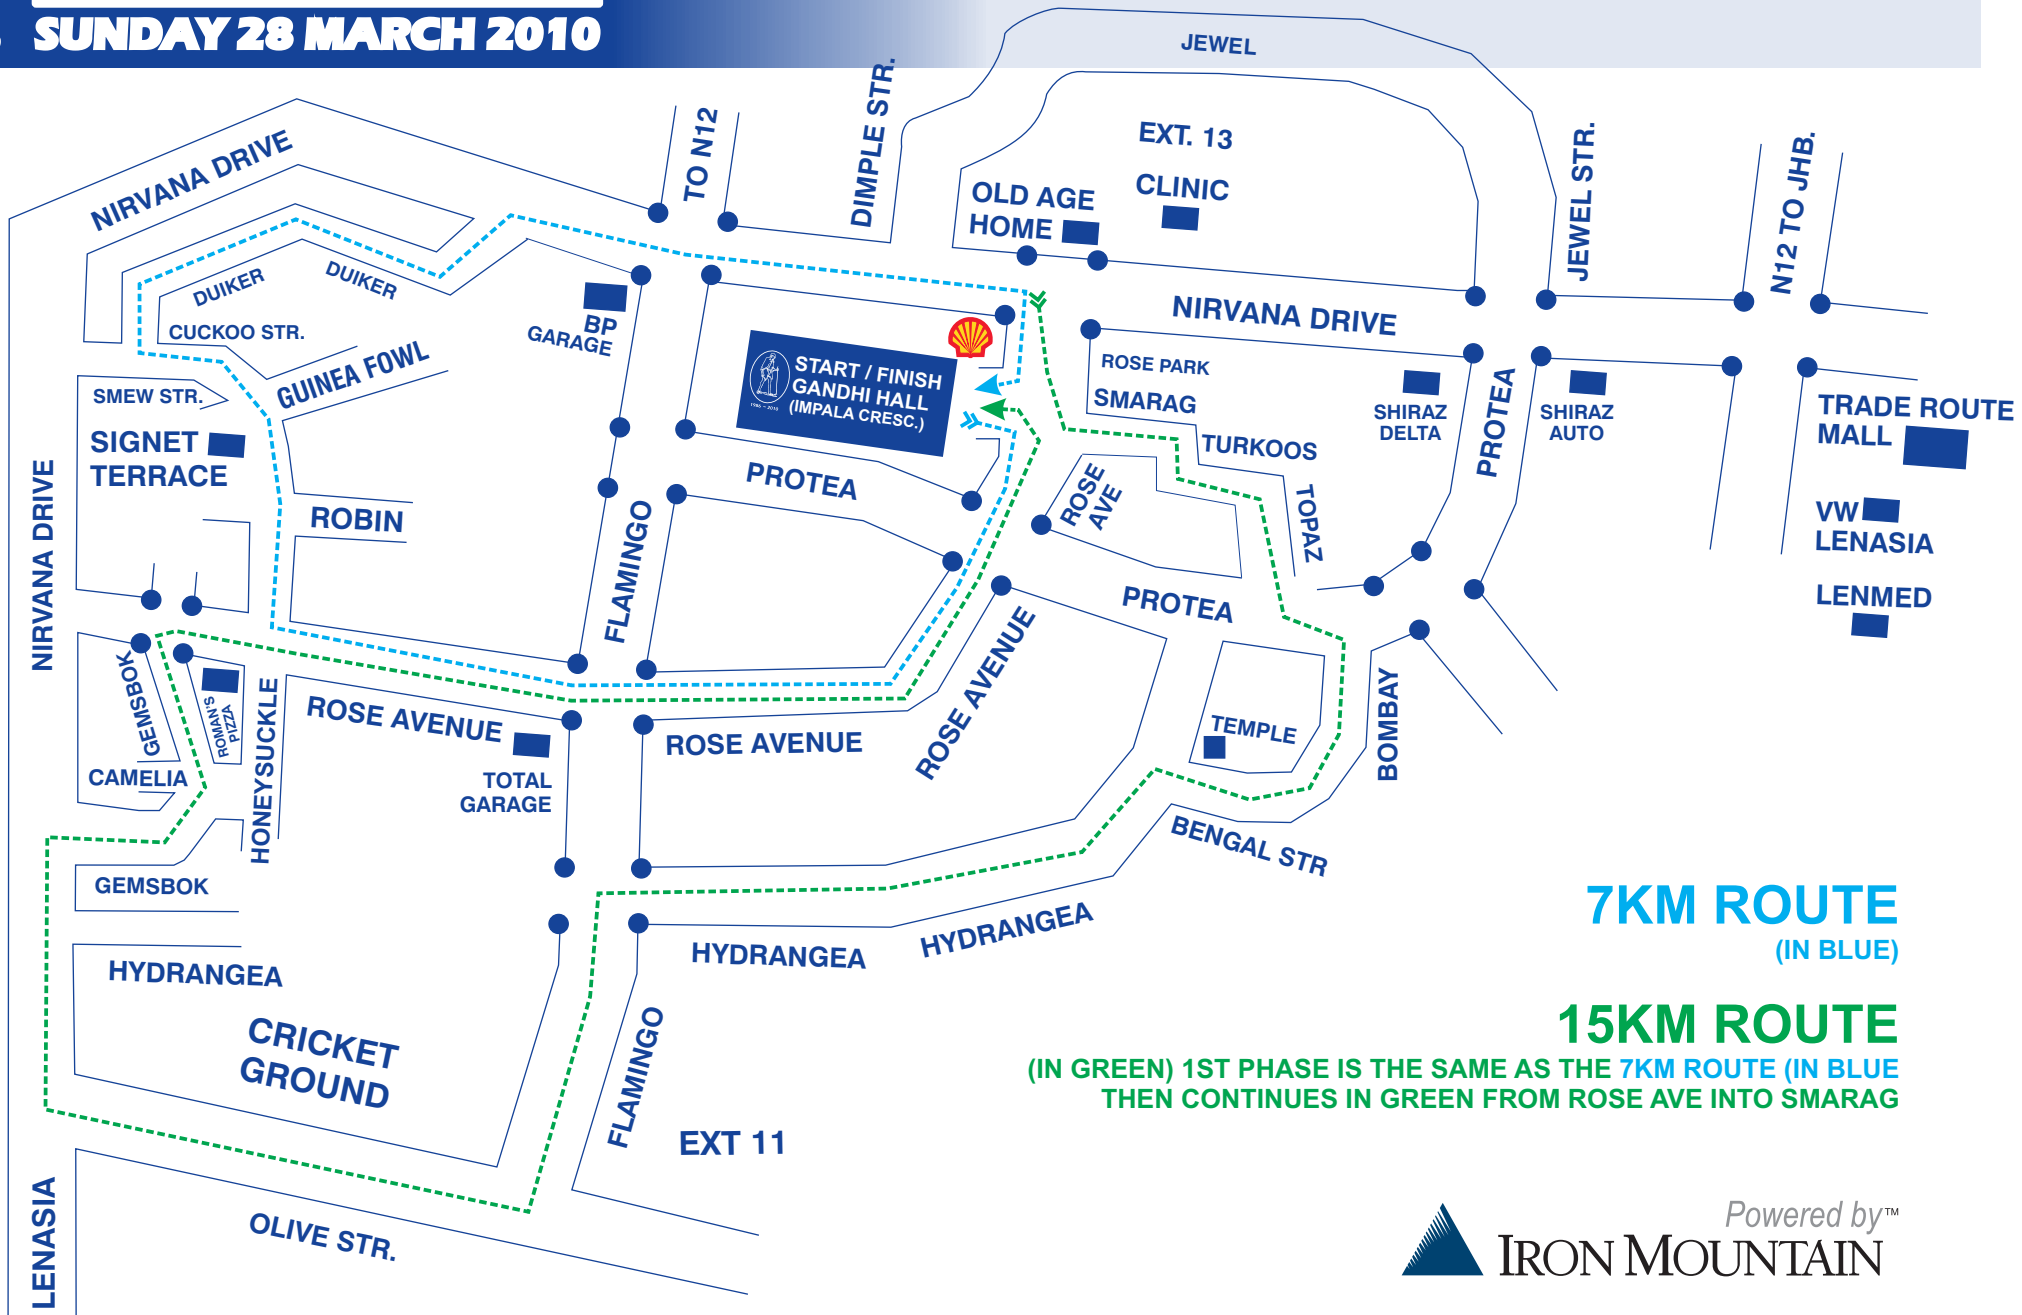 SUNDAY 28 MARCH 2010
JEWEL
NIRVANA DRIVE
TO N12
DIMPLE STR.
EXT. 13
CLINIC
OLD AGE
HOME
JEWEL STR.
N12 TO JHB.
DUIKER
DUIKER
CUCKOO STR.
GUINEA FOWL
BP
GARAGE
START / FINISH
GANDHI HALL
(IMPALA CRESC.)
NIRVANA DRIVE
ROSE PARK
SMARAG
TURKOOS
TOPAZ
SHIRAZ
DELTA
PROTEA
SHIRAZ
AUTO
TRADE ROUTE
MALL
VW
LENASIA
LENMED
SMEW STR.
SIGNET
TERRACE
NIRVANA DRIVE
ROBIN
FLAMINGO
PROTEA
ROSE
AVE
PROTEA
GEMSBOK
ROMAN'S
PIZZA
HONEYSUCKLE
CAMELIA
ROSE AVENUE
TOTAL
GARAGE
ROSE AVENUE
ROSE AVENUE
TEMPLE
BOMBAY
BENGAL STR
GEMSBOK
HYDRANGEA
HYDRANGEA
HYDRANGEA
CRICKET
GROUND
FLAMINGO
EXT 11
LENASIA
OLIVE STR.
7KM ROUTE
(IN BLUE)
15KM ROUTE
(IN GREEN) 1ST PHASE IS THE SAME AS THE 7KM ROUTE (IN BLUE
THEN CONTINUES IN GREEN FROM ROSE AVE INTO SMARAG
Powered by™
IRON MOUNTAIN